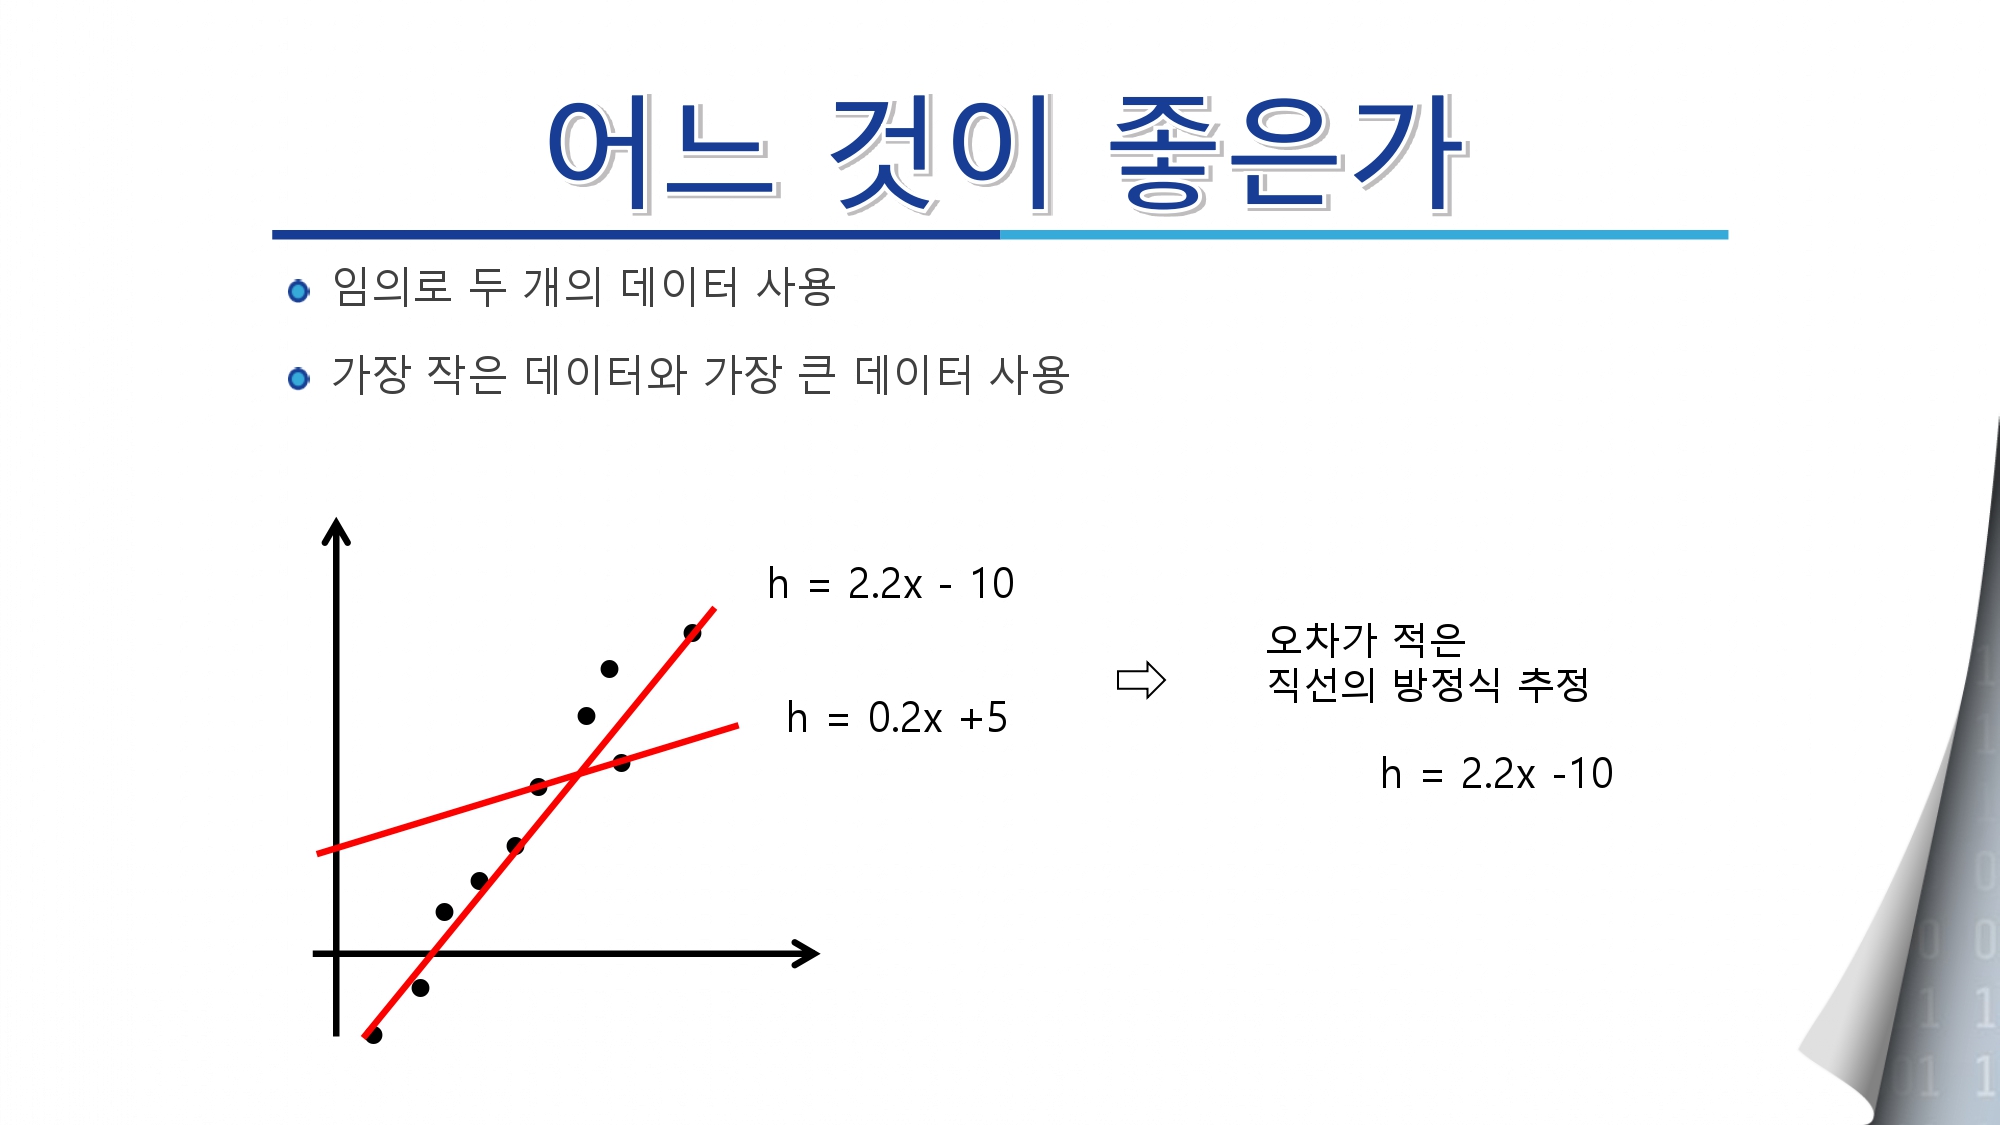 어느 것이 좋은가
임의로 두 개의 데이터 사용
가장 작은 데이터와 가장 큰 데이터 사용
h = 2.2x - 10
h = 0.2x +5
오차가 적은
직선의 방정식 추정
h = 2.2x -10